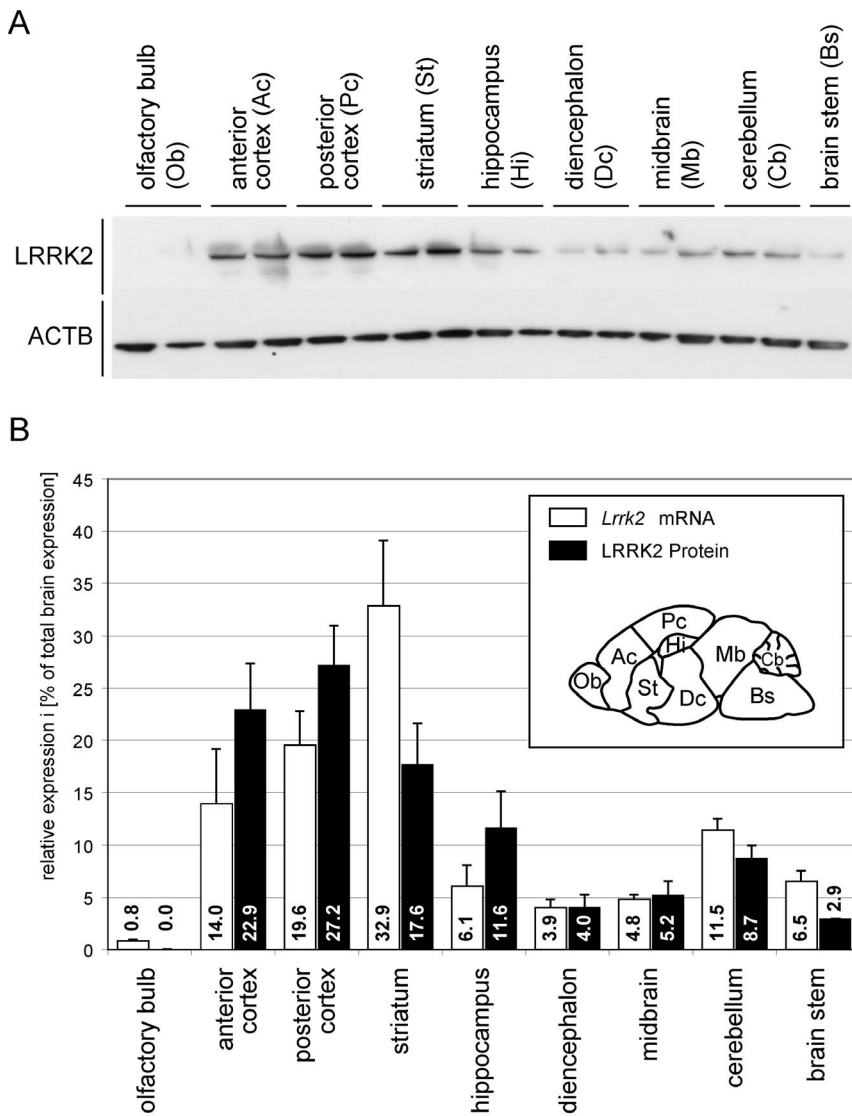 A
olfactory bulb
(Ob)
anterior
cortex (Ac)
posterior
cortex (Pc)
striatum (St)
hippocampus
(Hi)
diencephalon
(Dc)
midbrain
(Mb)
cerebellum
(Cb)
brain stem (Bs)
LRRK2
ACTB
B
relative expression i [% of total brain expression]
45
40
35
30
25
20
15
10
5
0
Lrrk2 mRNA
LRRK2 Protein
Pc
Hi
Ac
Mb
Cb
Ob
St
Dc
Bs
0.8
0.0
14.0
22.9
19.6
27.2
32.9
17.6
6.1
11.6
3.9
4.0
4.8
5.2
11.5
8.7
6.5
2.9
olfactory bulb
anterior
cortex
posterior
cortex
striatum
hippocampus
diencephalon
midbrain
cerebellum
brain stem